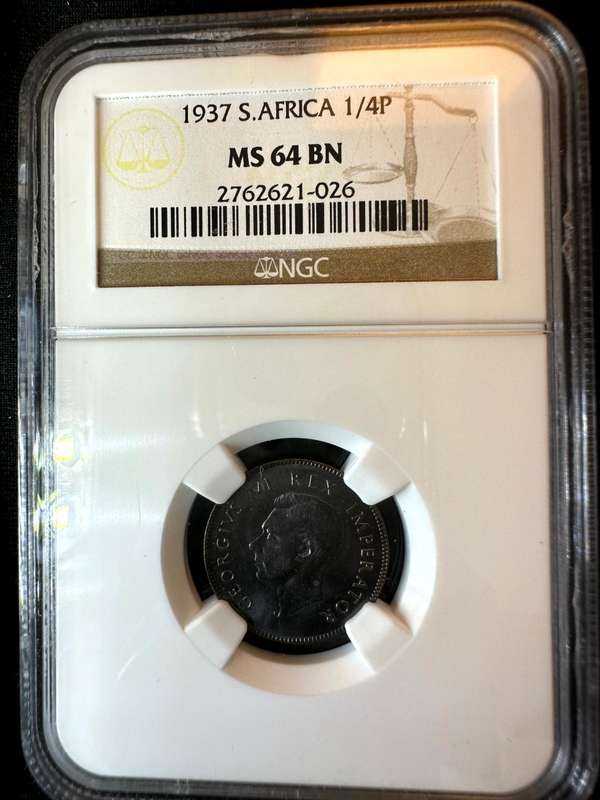 1937 S.AFRICA 1/4P
MS 64 BN
2762621-026
NGC
GEORGIVS VI REX IMPERATOR